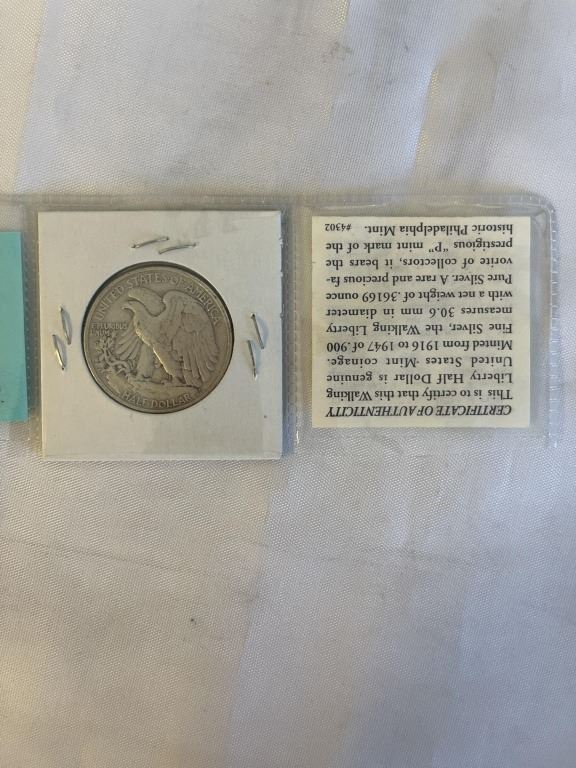 UNITED STATES OF AMERICA
E PLURIBUS
UNUM
HALF DOLLAR
CERTIFICATE OF AUTHENTICITY
This is to certify that this Walking
Liberty Half Dollar is genuine
United States Mint coinage.
Minted from 1916 to 1947 of .900
Fine Silver, the Walking Liberty
measures 30.6 mm in diameter
with a net weight of .36169 ounce
Pure Silver. A rare and precious fa-
vorite of collectors, it bears the
prestigious "P" mint mark of the
historic Philadelphia Mint. #4302